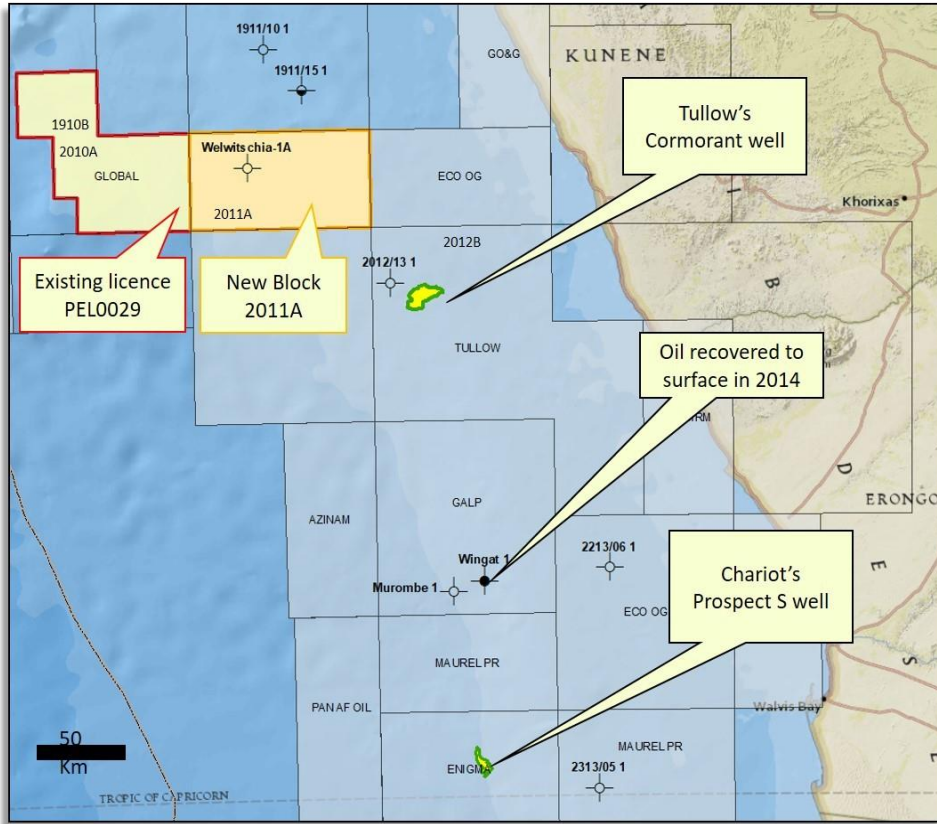 1911/10 1
GO&G
KUNENE
1911/15 1
Tullow's
Cormorant well
1910B
2010A
GLOBAL
Welwitschia-1A
2011A
ECO OG
Khorixas
2012B
Existing licence
PEL0029
New Block
2011A
2012/13 1
TULLOW
Oil recovered to
surface in 2014
RM
I
B
D
E
S
E
ERONGO
GALP
AZINAM
Wingat 1
Murombe 1
2213/06 1
ECO OG
Chariot's
Prospect S well
MAUREL PR
PAN AF OIL
Walvis Bay
50
Km
ENIGMA
MAUREL PR
2313/05 1
TROPIC OF CAPRICORN